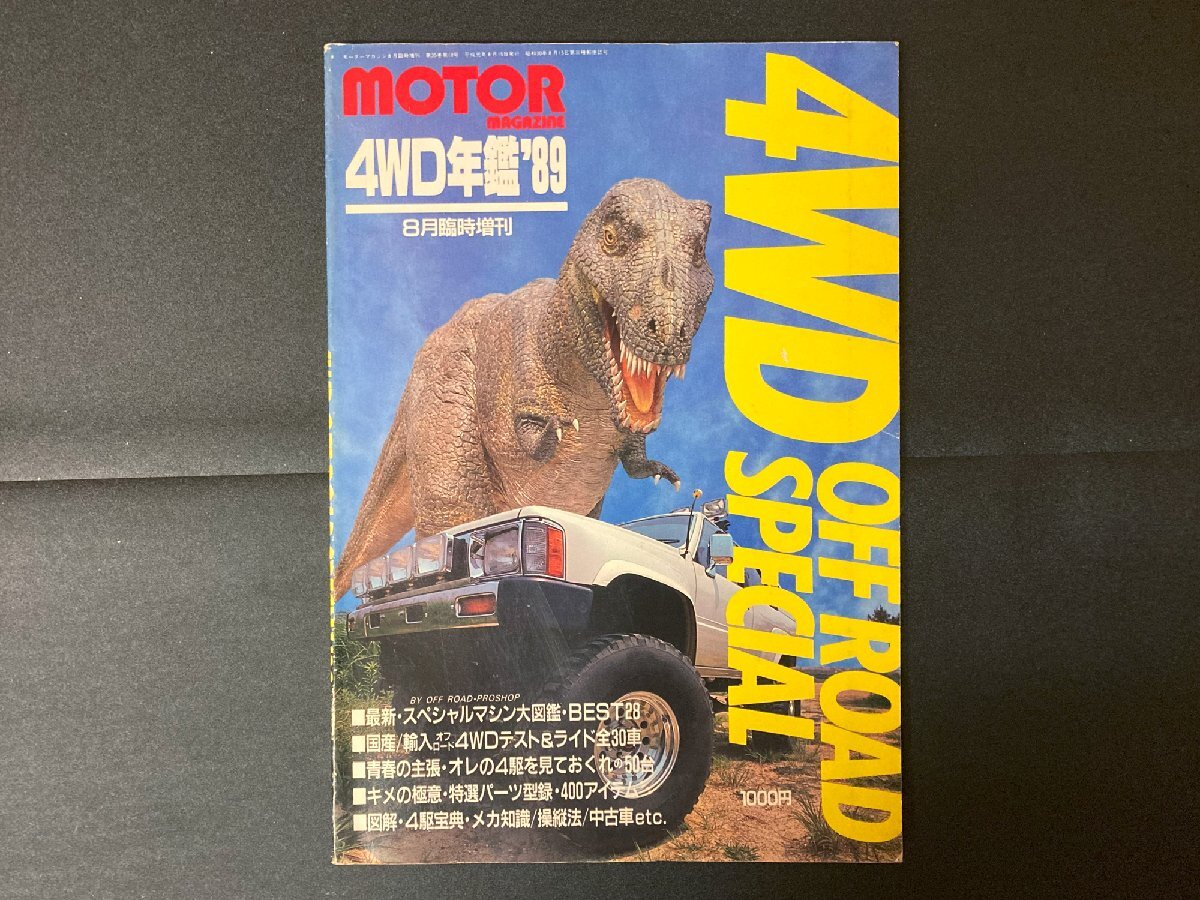 MOTOR
MAGAZINE
4WD年鑑'89
8月臨時増刊
4WD OFF ROAD
SPECIAL
BY OFF ROAD・PROSHOP
■最新・スペシャルマシン大図鑑・BEST28
■国産/輸入オフロード4WDテスト&ライド全30車
■青春の主張・オレの4駆を見ておくれの50台
■キメの極意・特選パーツ型録・400アイテム
■図解・4駆宝典・メカ知識/操縦法/中古車etc.
1000円